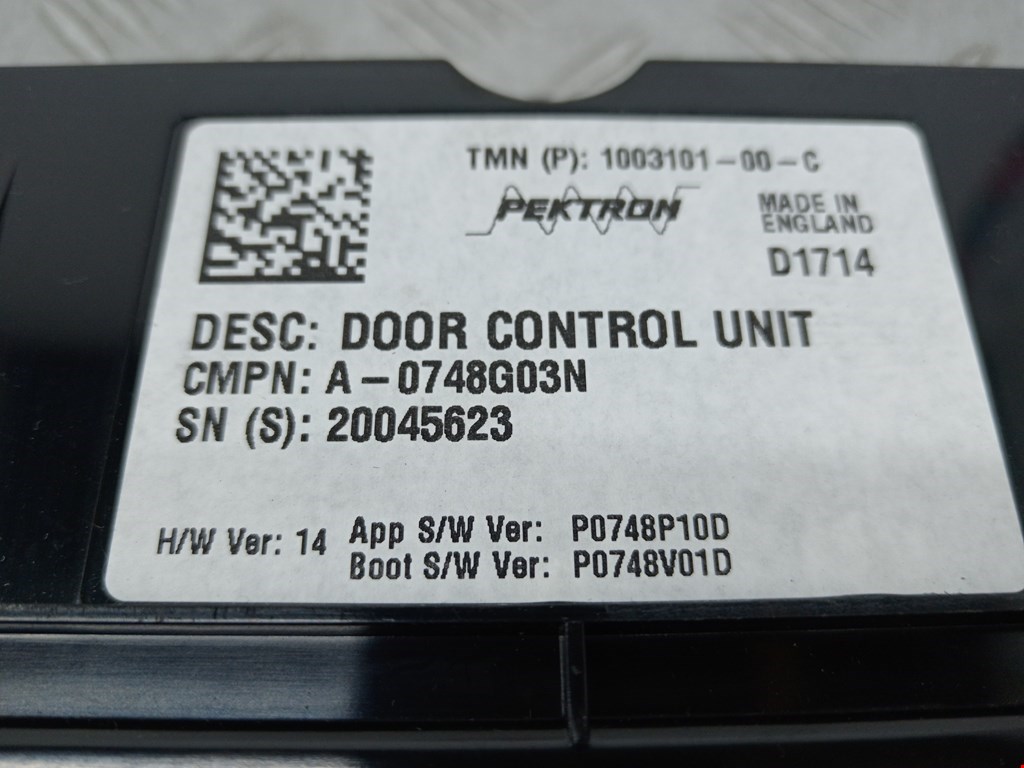 TMN (P): 1003101-00-C
PEKTRON
MADE IN
ENGLAND
D1714
DESC: DOOR CONTROL UNIT
CMPN: A-0748G03N
SN (S): 20045623
H/W Ver: 14
App S/W Ver: P0748P10D
Boot S/W Ver: P0748V01D